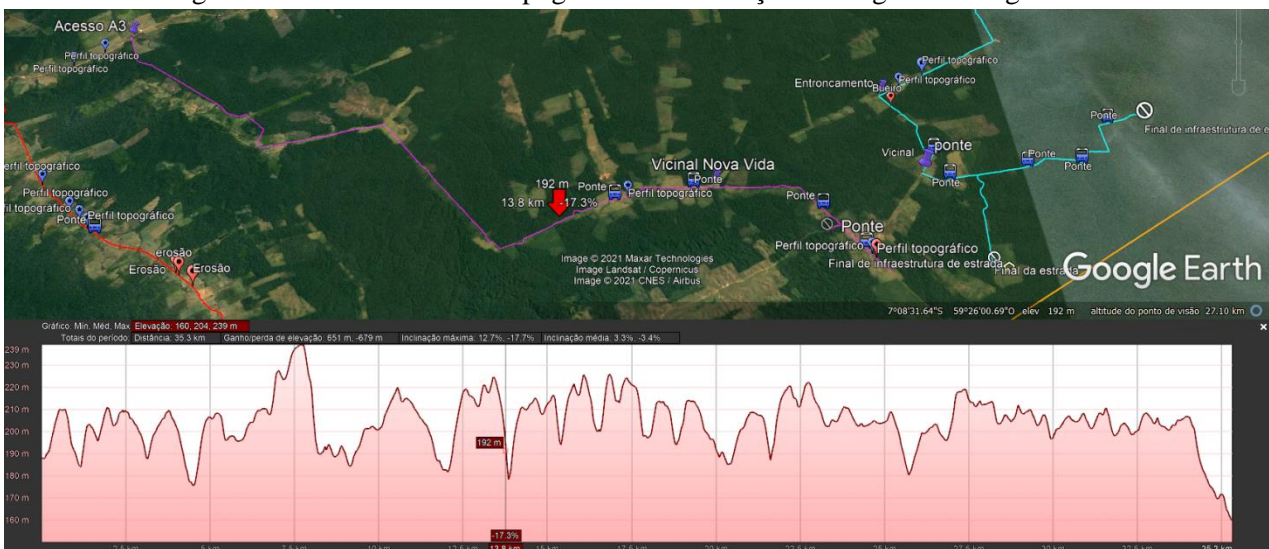 Acesso A3
Perfil topográfico
Perfil topográfico
erfil topográfico
Perfil topográfico
fil topográfico
Perfil topográfico
Ponte
erosão
Erosão
Erosão
192 m
13.8 km -17.3%
Ponte
Perfil topográfico
Vicinal Nova Vida
Ponte
Ponte
Ponte
Perfil topográfico
Perfil topográfico
Final de infraestrutura de estrada
Final da estrada
Perfil topográfico
Perfil topográfico
Entroncamento
Bueiro
Vicinal
ponte
Ponte
Ponte
Ponte
Ponte
Final de infraestrutura de e
Image © 2021 Maxar Technologies
Image Landsat / Copernicus
Image © 2021 CNES / Airbus
Google Earth
7°08'31.64"S 59°26'00.69"O elev 192 m altitude do ponto de visão 27.10 km
Gráfico: Mín, Méd, Máx Elevação: 160, 204, 239 m
Totais do período: Distância: 35.3 km Ganho/perda de elevação: 651 m, -679 m Inclinação máxima: 12.7%, -17.7% Inclinação média: 3.3%, -3.4%
239 m
230 m
220 m
210 m
200 m
190 m
180 m
170 m
160 m
192 m
-17.3%
13.8 km